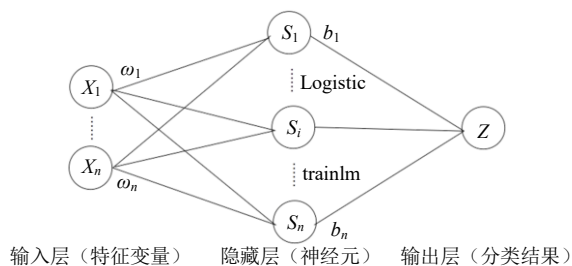 S1 b1
ω1
X1
Logistic
Si
Z
Xn
ωn
trainlm
Sn
bn
输入层（特征变量） 隐藏层（神经元） 输出层（分类结果）